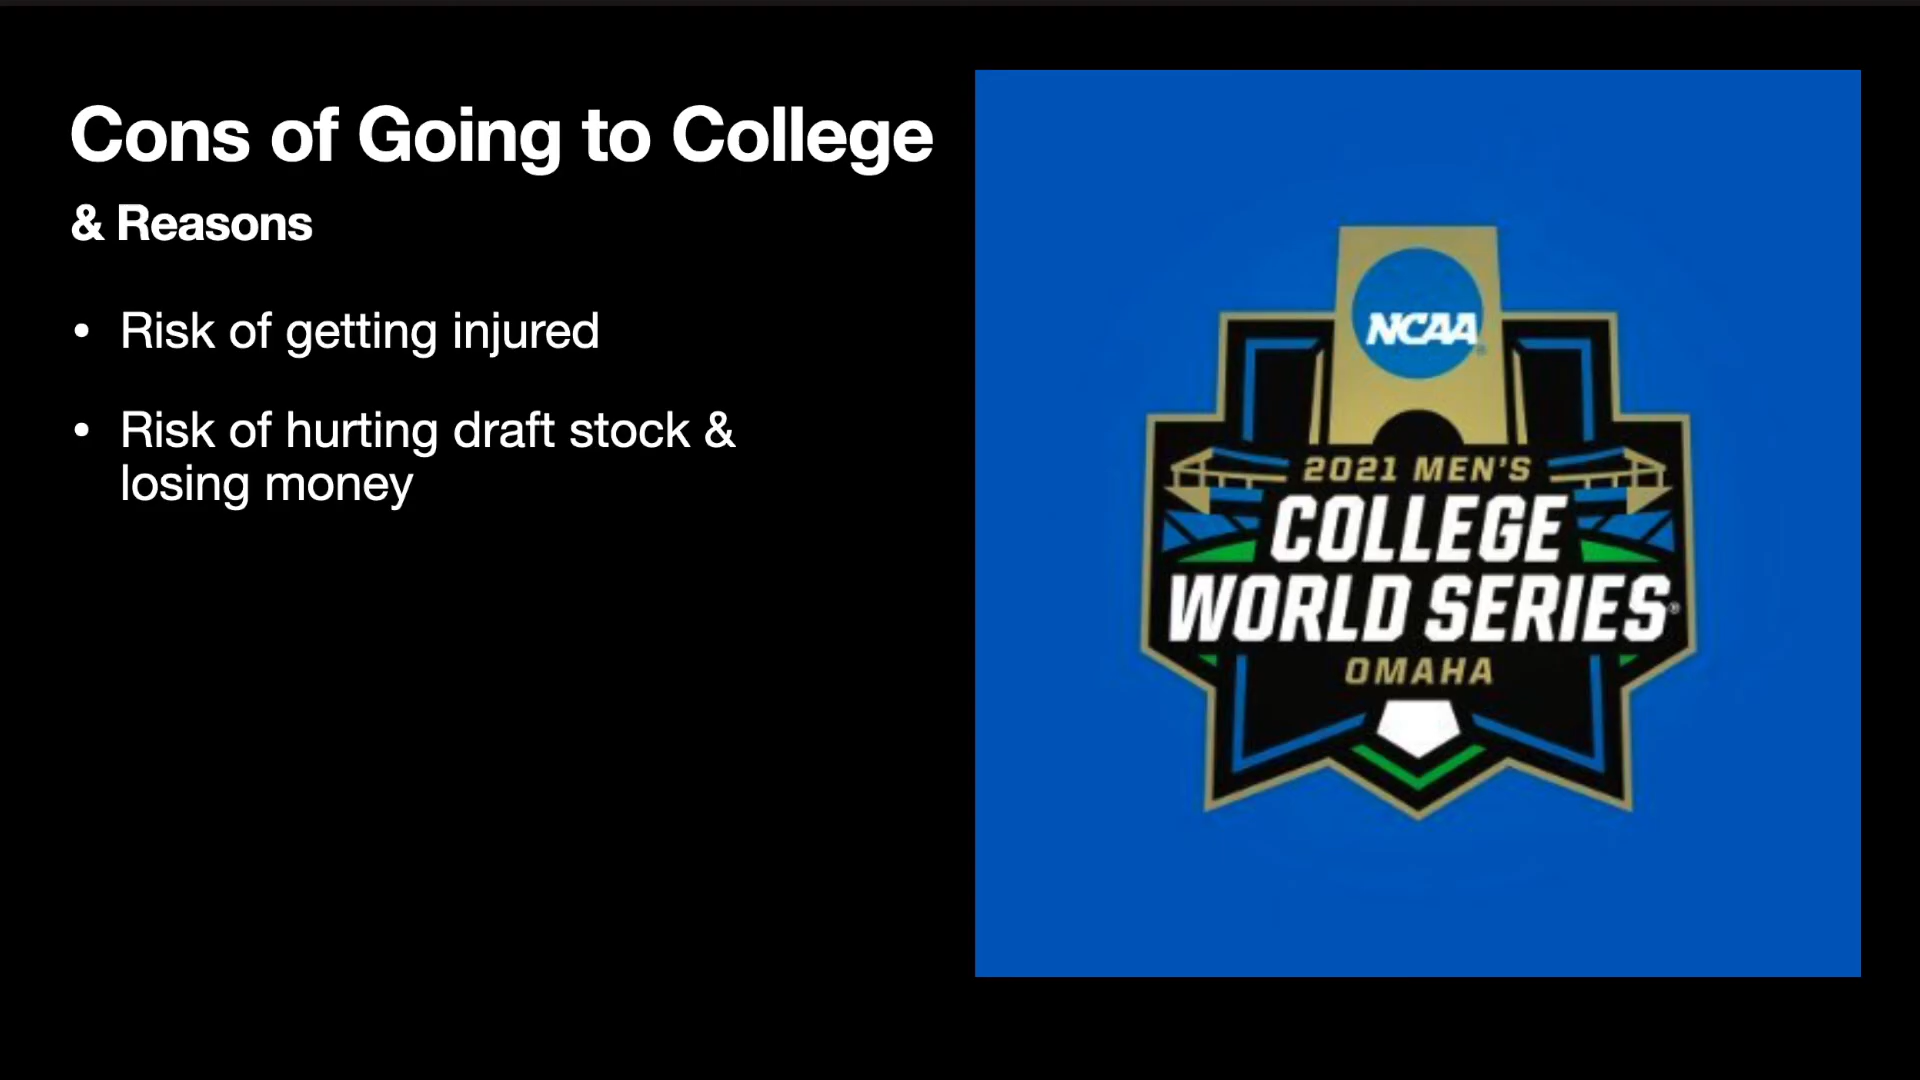 Cons of Going to College
& Reasons
• Risk of getting injured
• Risk of hurting draft stock &
losing money
NCAA
2021 MEN'S
COLLEGE
WORLD SERIES®
OMAHA